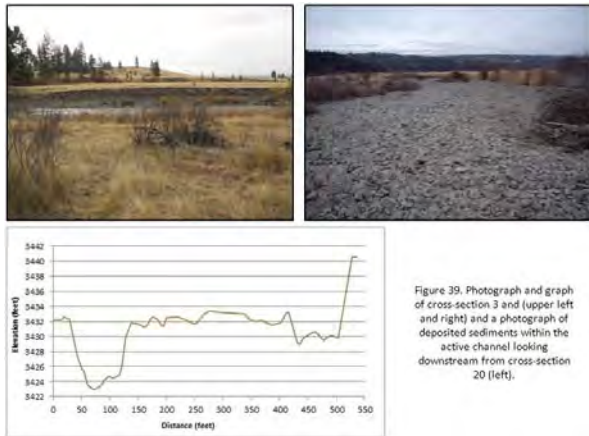 3442
3440
3438
3436
3434
3432
3430
3428
3426
3424
3422
Elevation (feet)
0 50 100 150 200 250 300 350 400 450 500 550
Distance (feet)
Figure 39. Photograph and graph
of cross-section 3 and (upper left
and right) and a photograph of
deposited sediments within the
active channel looking
downstream from cross-section
20 (left).